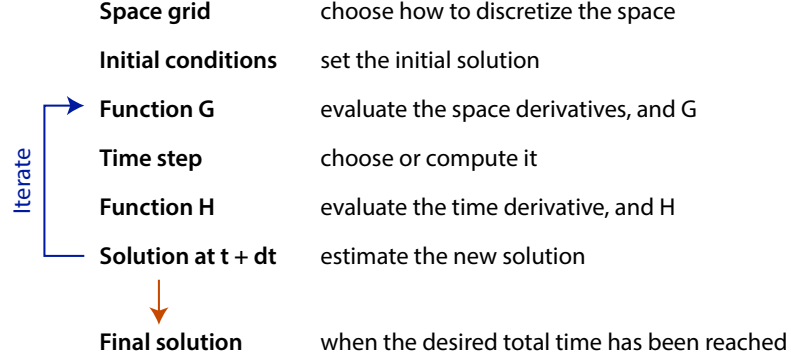 Space grid choose how to discretize the space
Initial conditions set the initial solution
Function G evaluate the space derivatives, and G
Time step choose or compute it
Function H evaluate the time derivative, and H
Solution at t + dt estimate the new solution
Final solution when the desired total time has been reached
Iterate